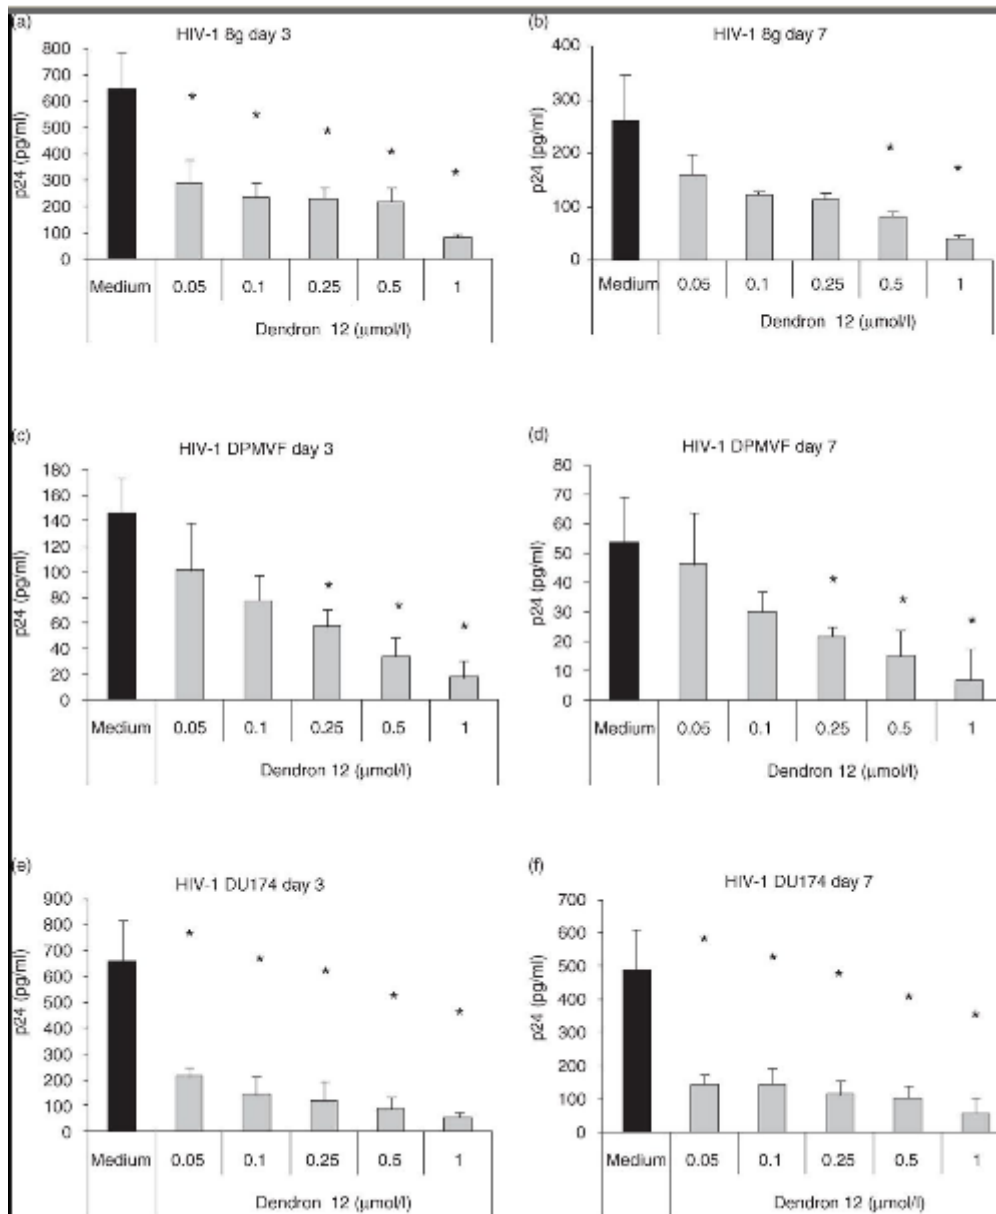 (a)
HIV-1 8g day 3
p24 (pg/ml)
800
700
600
500
400
300
200
100
0
* * * * *
Medium 0.05 0.1 0.25 0.5 1
Dendron 12 (μmol/l)
(b)
HIV-1 8g day 7
p24 (pg/ml)
400
300
200
100
0
* *
Medium 0.05 0.1 0.25 0.5 1
Dendron 12 (μmol/l)
(c)
HIV-1 DPMVF day 3
p24 (pg/ml)
180
160
140
120
100
80
60
40
20
0
* * *
Medium 0.05 0.1 0.25 0.5 1
Dendron 12 (μmol/l)
(d)
HIV-1 DPMVF day 7
p24 (pg/ml)
80
70
60
50
40
30
20
10
0
* * *
Medium 0.05 0.1 0.25 0.5 1
Dendron 12 (μmol/l)
(e)
HIV-1 DU174 day 3
p24 (pg/ml)
900
800
700
600
500
400
300
200
100
0
* * * * *
Medium 0.05 0.1 0.25 0.5 1
Dendron 12 (μmol/l)
(f)
HIV-1 DU174 day 7
p24 (pg/ml)
700
600
500
400
300
200
100
0
* * * * *
Medium 0.05 0.1 0.25 0.5 1
Dendron 12 (μmol/l)